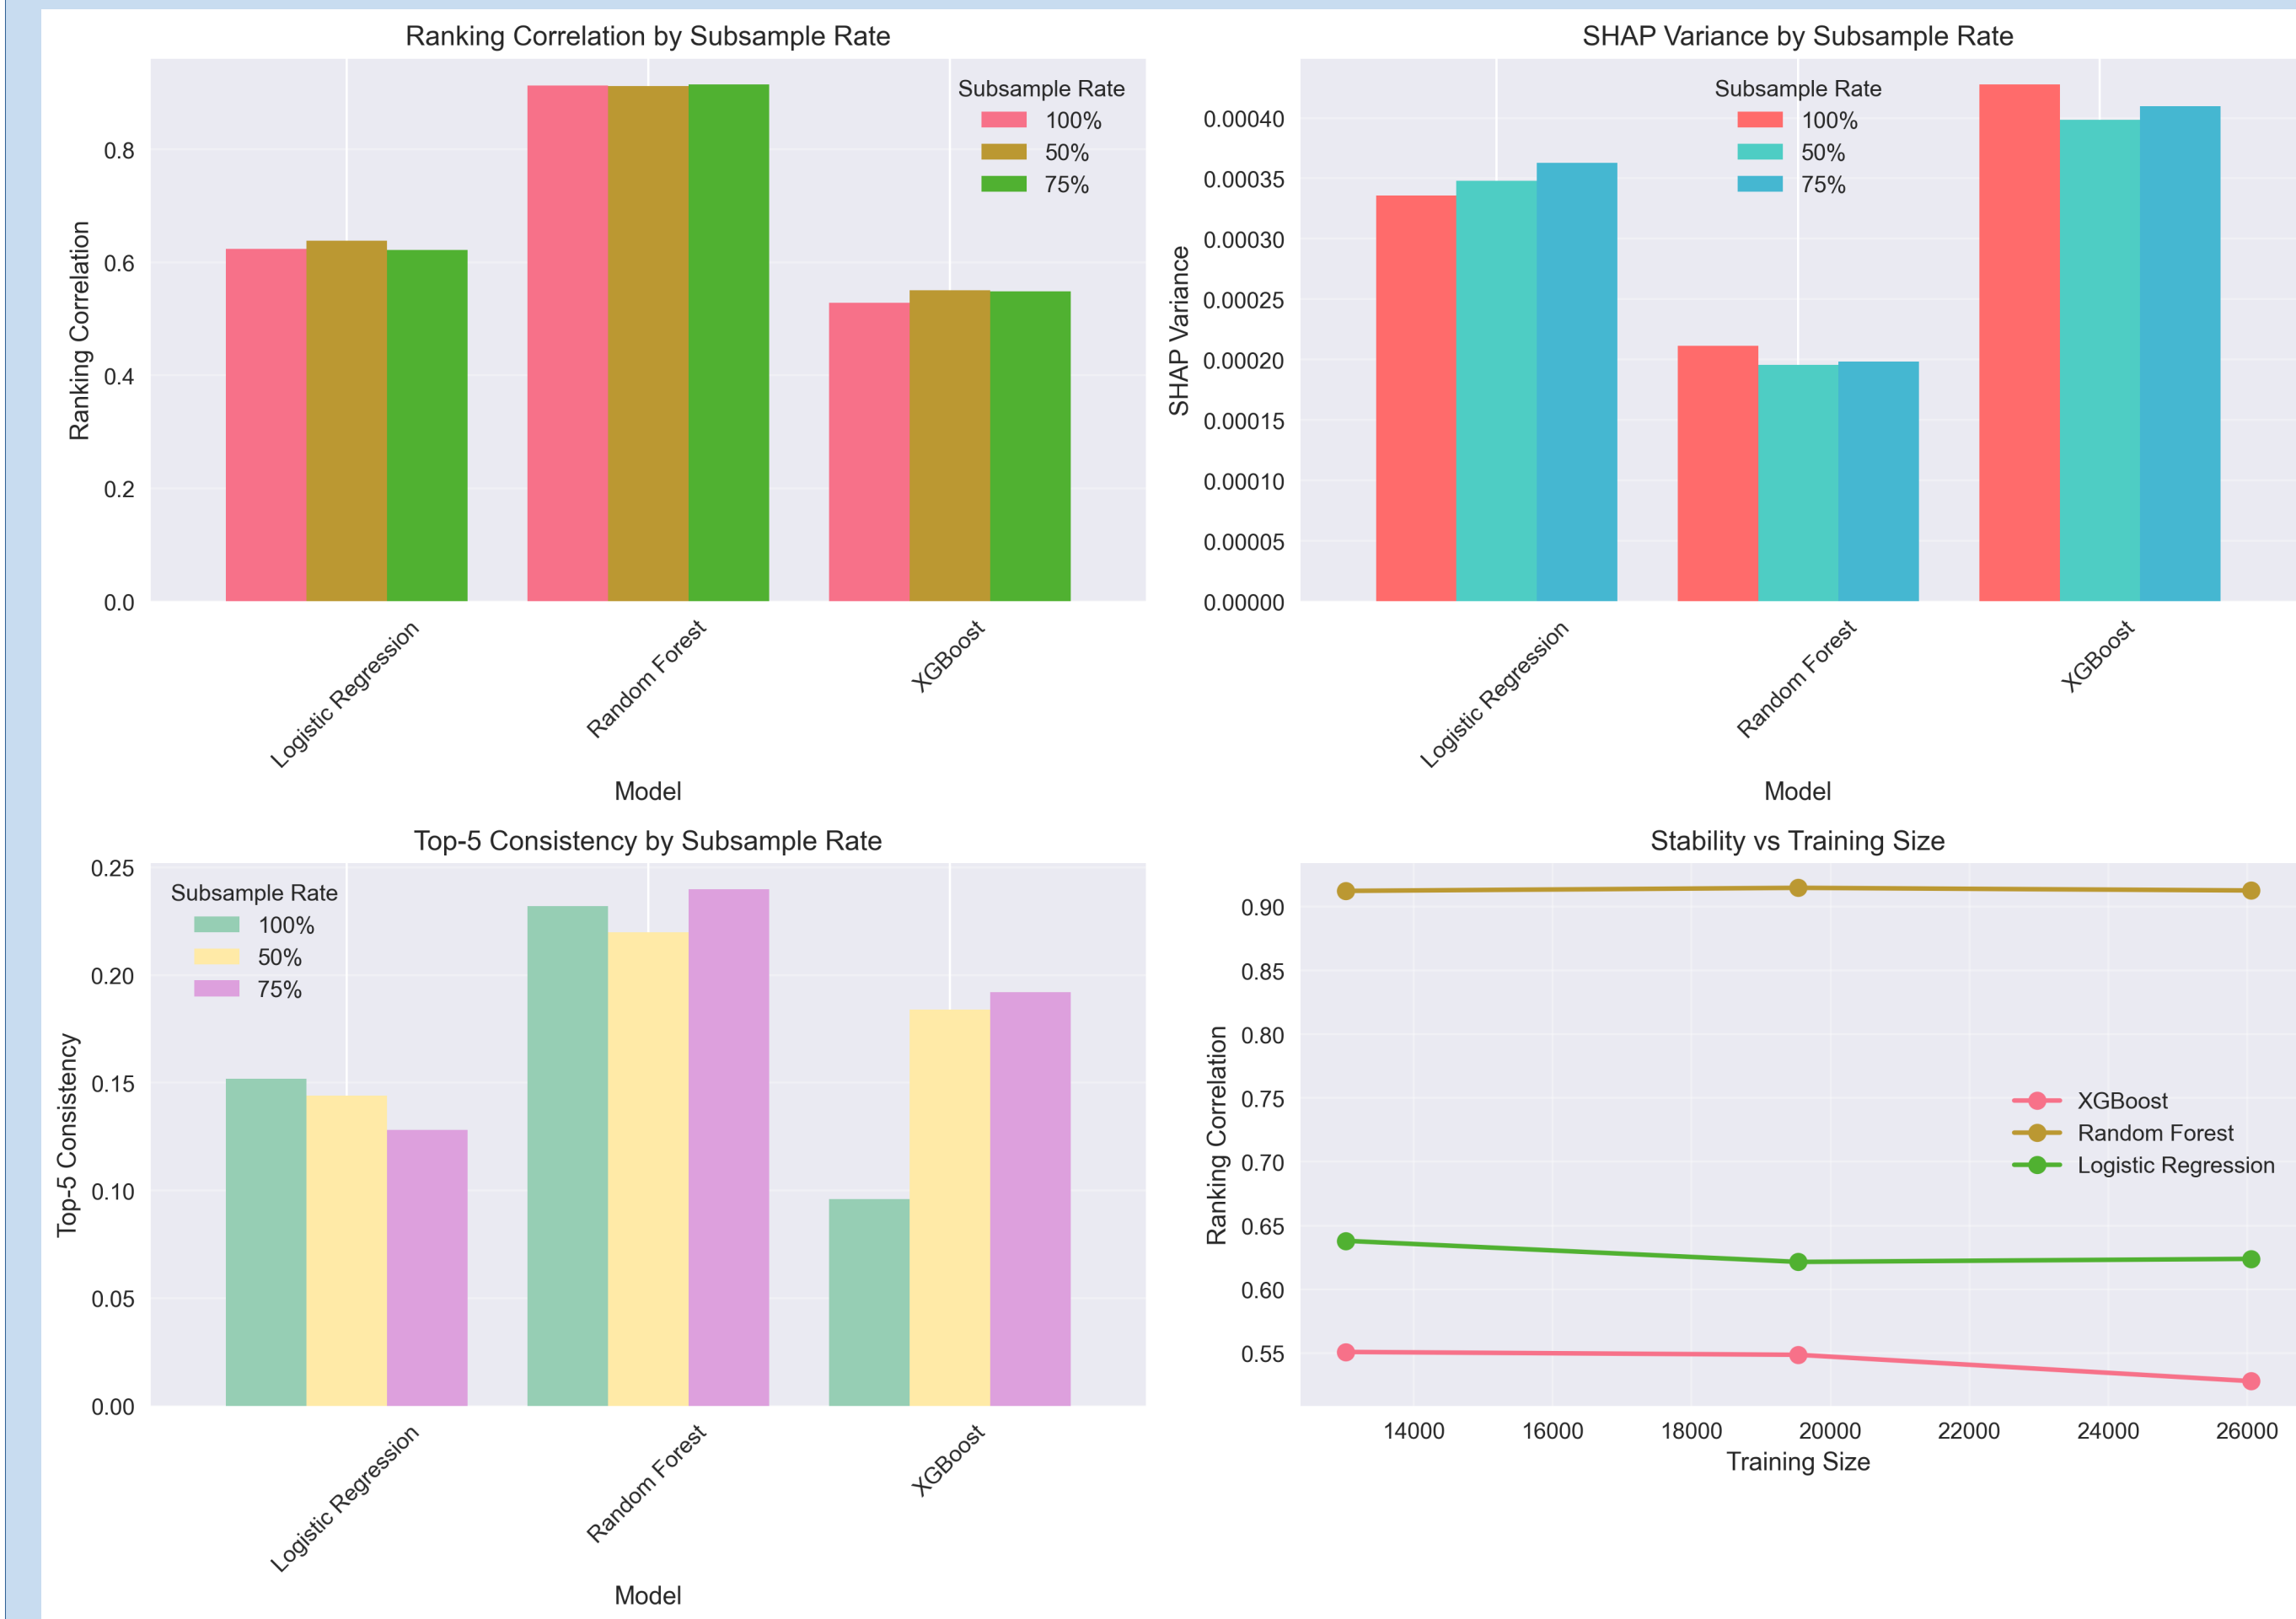 Ranking Correlation by Subsample Rate
Subsample Rate
100%
50%
75%
Ranking Correlation
0.8
0.6
0.4
0.2
0.0
Logistic Regression
Random Forest
XGBoost
Model
SHAP Variance by Subsample Rate
Subsample Rate
100%
50%
75%
SHAP Variance
0.00040
0.00035
0.00030
0.00025
0.00020
0.00015
0.00010
0.00005
0.00000
Logistic Regression
Random Forest
XGBoost
Model
Top-5 Consistency by Subsample Rate
Subsample Rate
100%
50%
75%
Top-5 Consistency
0.25
0.20
0.15
0.10
0.05
0.00
Logistic Regression
Random Forest
XGBoost
Model
Stability vs Training Size
Ranking Correlation
0.90
0.85
0.80
0.75
0.70
0.65
0.60
0.55
XGBoost
Random Forest
Logistic Regression
14000 16000 18000 20000 22000 24000 26000
Training Size